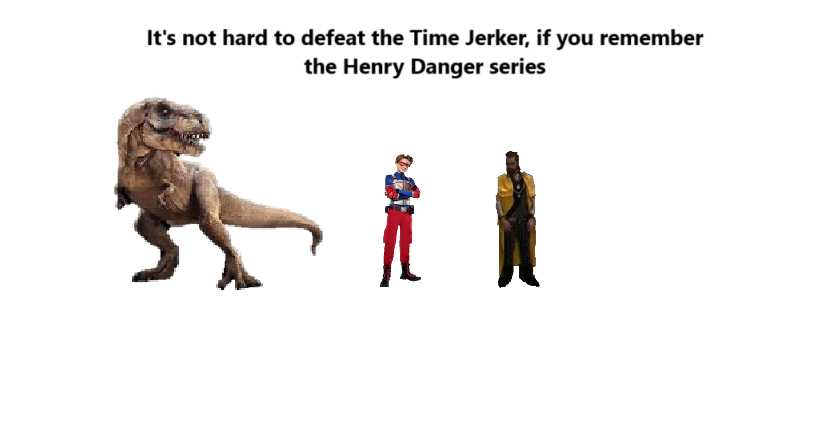 It's not hard to defeat the Time Jerker, if you remember
the Henry Danger series